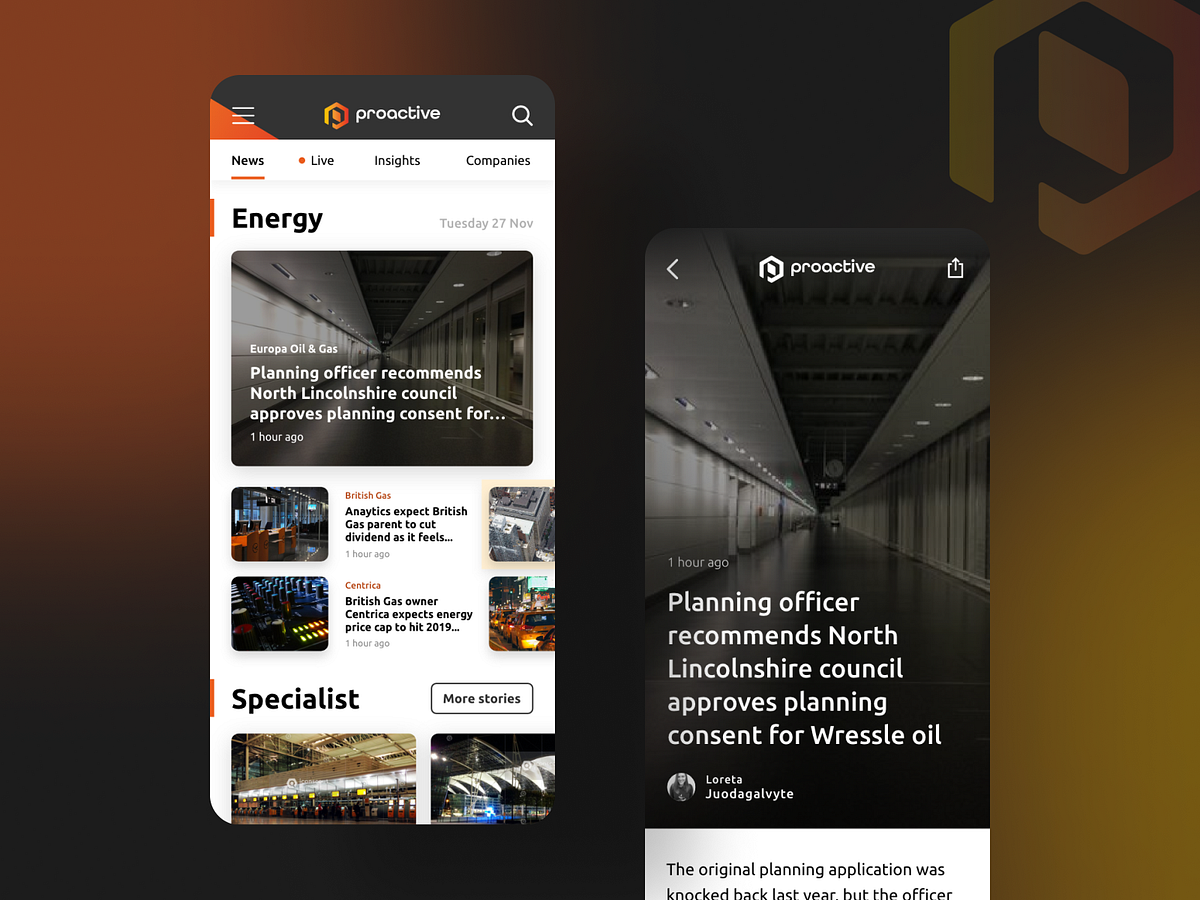 proactive
News
Live
Insights
Companies
Energy
Tuesday 27 Nov
Europa Oil & Gas
Planning officer recommends
North Lincolnshire council
approves planning consent for...
1 hour ago
British Gas
Anaytics expect British
Gas parent to cut
dividend as it feels...
1 hour ago
Centrica
British Gas owner
Centrica expects energy
price cap to hit 2019...
1 hour ago
Specialist
More stories
proactive
1 hour ago
Planning officer
recommends North
Lincolnshire council
approves planning
consent for Wressle oil
Loreta
Juodagalvyte
The original planning application was
knocked back last year, but the officer